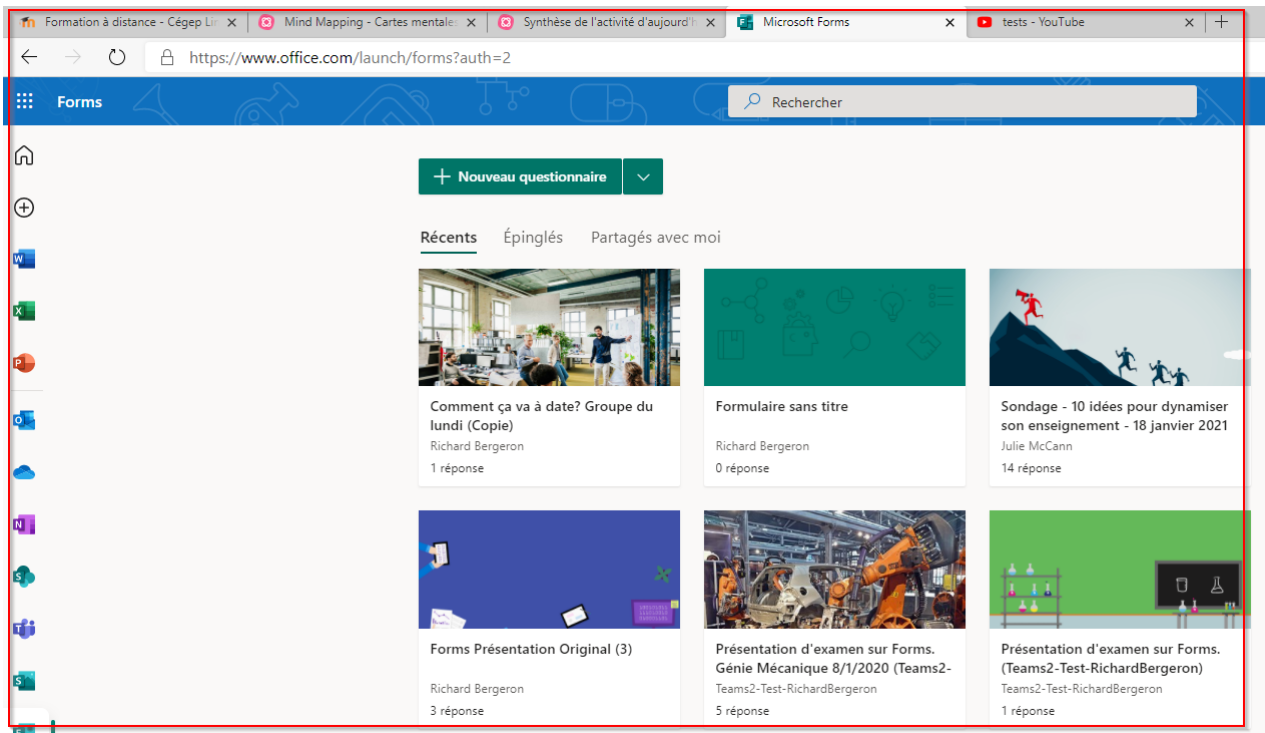 Formation à distance - Cégep Lim
Mind Mapping - Cartes mentales
Synthèse de l'activité d'aujourd'h
Microsoft Forms
tests - YouTube
https://www.office.com/launch/forms?auth=2
Forms
Rechercher
Nouveau questionnaire
Récents Épinglés Partagés avec moi
Comment ça va à date? Groupe du
lundi (Copie)
Richard Bergeron
1 réponse
Formulaire sans titre
Richard Bergeron
0 réponse
Sondage - 10 idées pour dynamiser
son enseignement - 18 janvier 2021
Julie McCann
14 réponse
Forms Présentation Original (3)
Richard Bergeron
3 réponse
Présentation d'examen sur Forms.
Génie Mécanique 8/1/2020 (Teams2-
Teams2-Test-RichardBergeron
5 réponse
Présentation d'examen sur Forms.
(Teams2-Test-RichardBergeron)
Teams2-Test-RichardBergeron
1 réponse